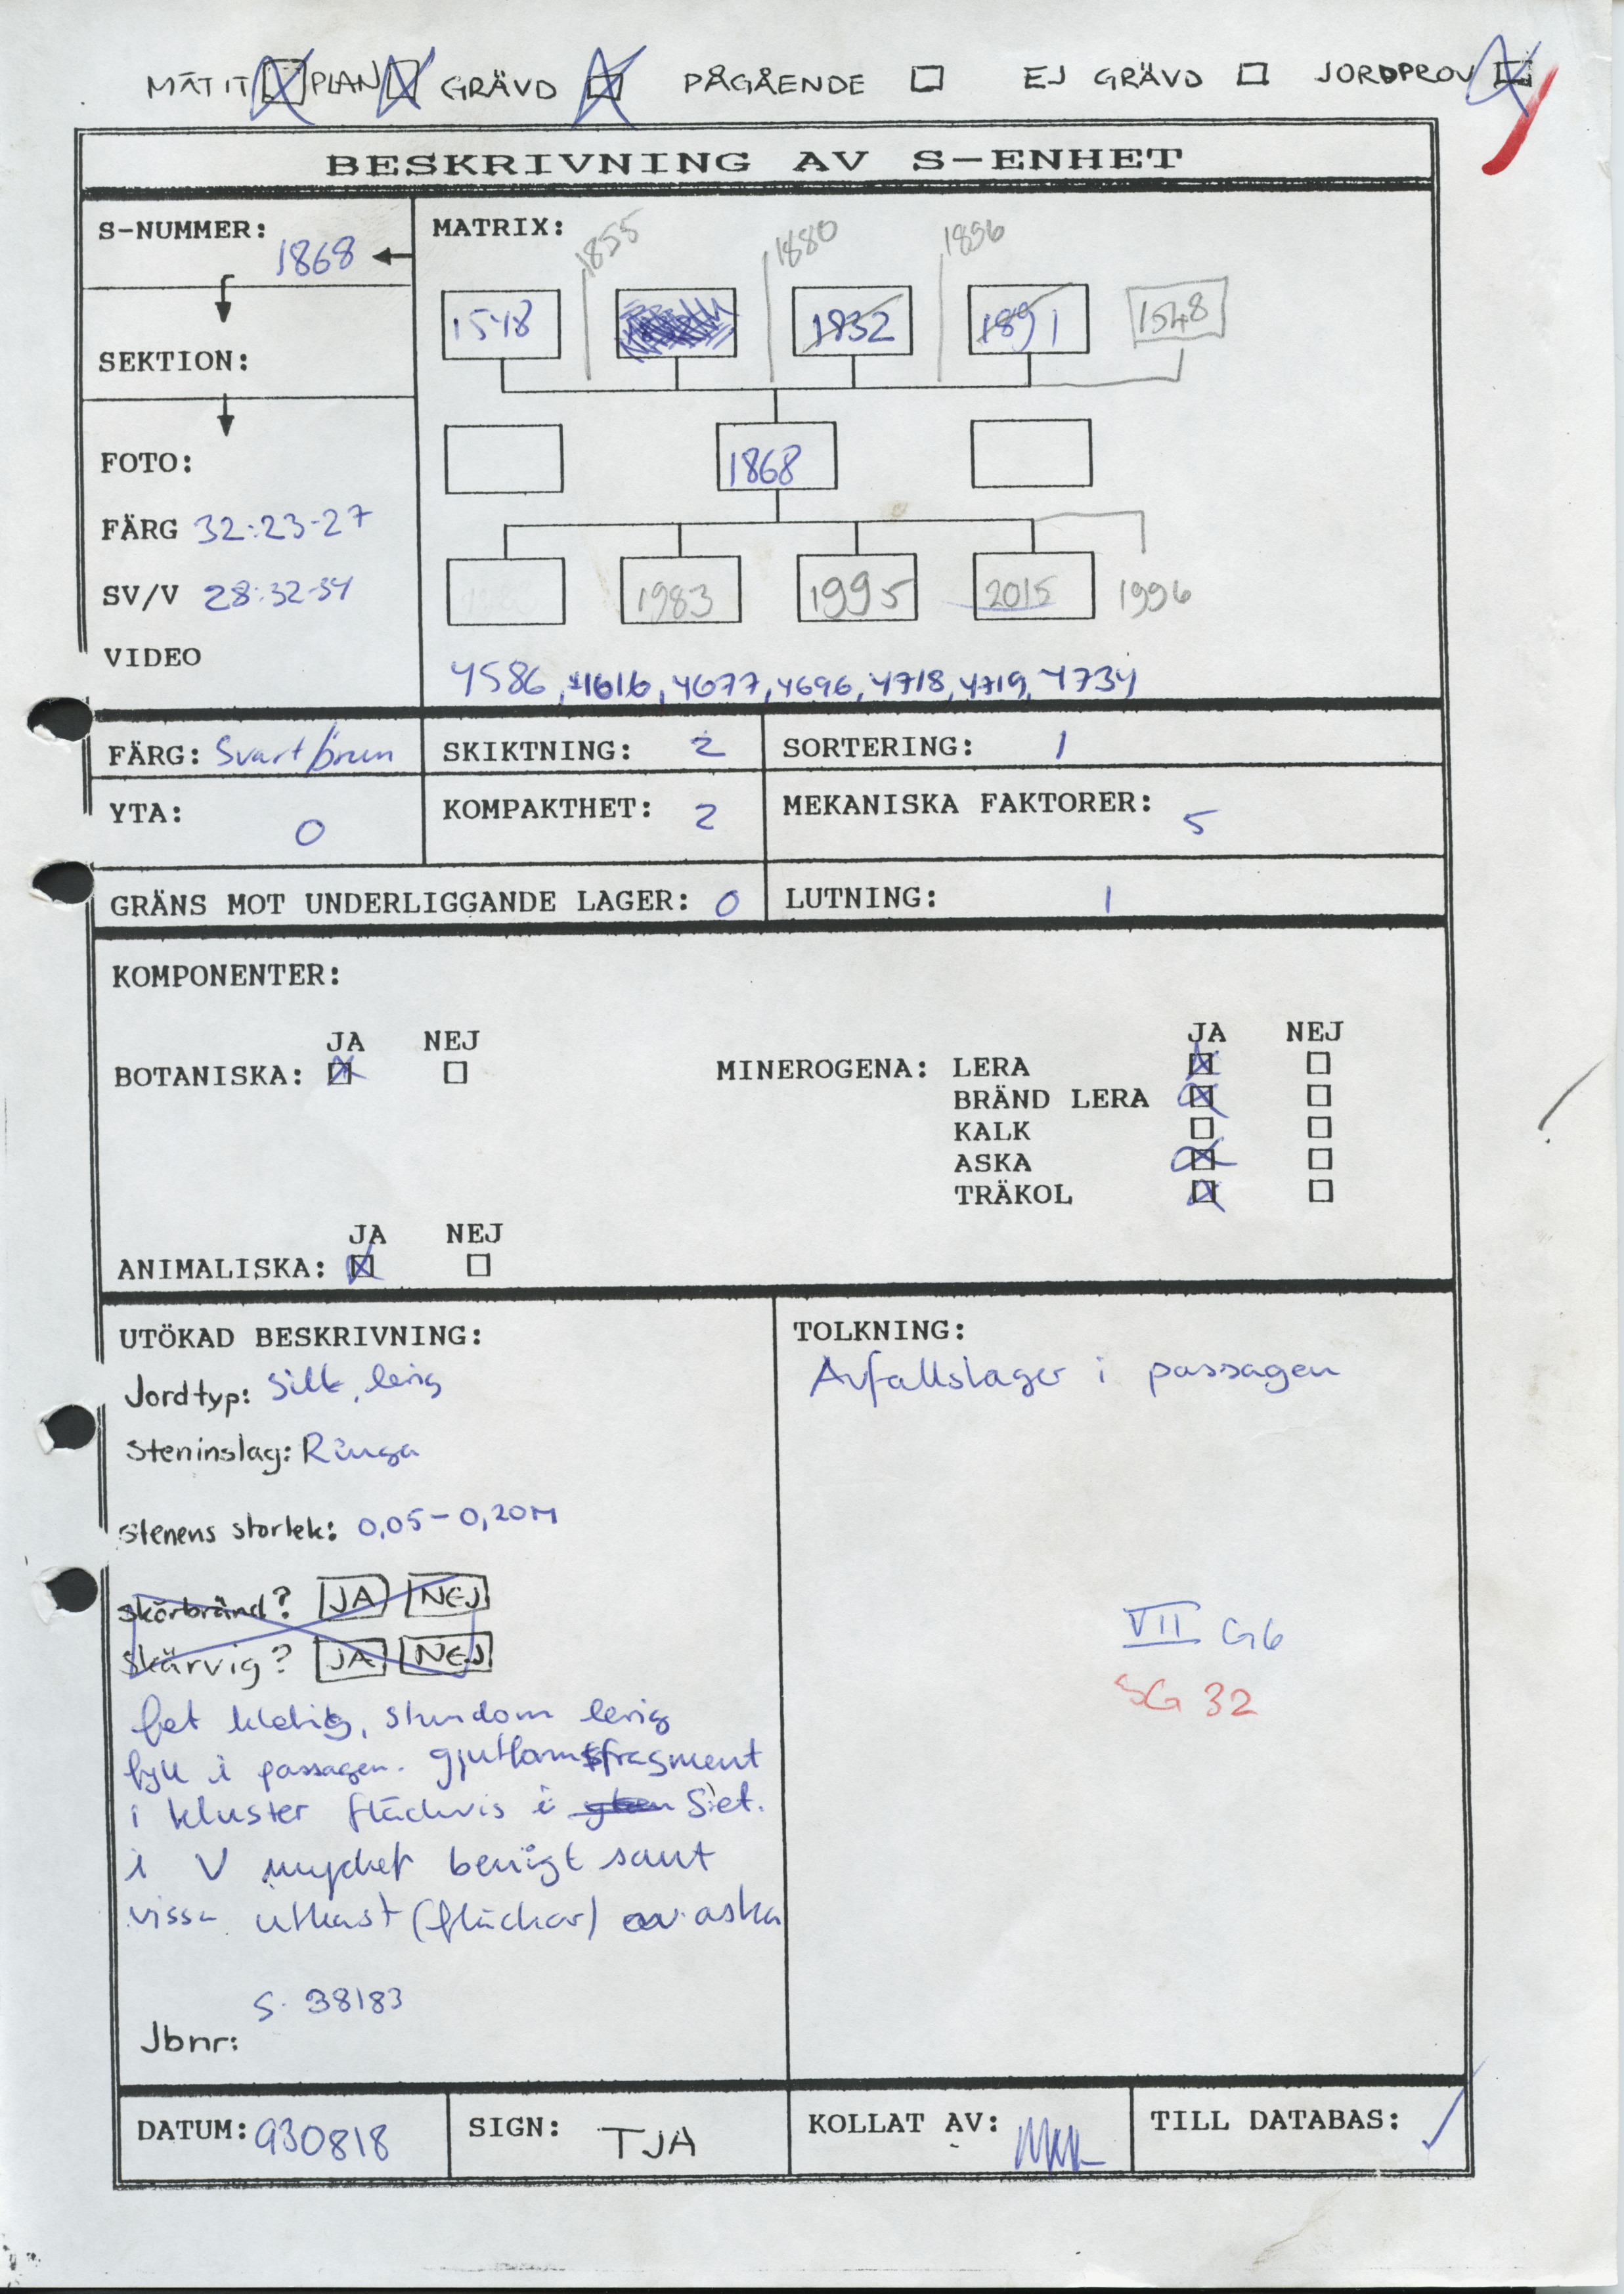 MÄT IT PLAN GRÄVD PÅGÅENDE EJ GRÄVD JORDPROV
BESKRIVNING AV S-ENHET
S-NUMMER:
1868
MATRIX:
1855 1880 1896
1548 1832 1891 1548
SEKTION:
1868
FOTO:
FÄRG 32:23-27
SV/V 28:32-34
1983 1995 2015 1996
VIDEO
4586, 4616, 4677, 4696, 4718, 4719, 4734
FÄRG: Svart/brun SKIKTNING: 2 SORTERING: 1
YTA: 0 KOMPAKTHET: 2 MEKANISKA FAKTORER: 5
GRÄNS MOT UNDERLIGGANDE LAGER: 0 LUTNING: 1
KOMPONENTER:
JA NEJ JA NEJ
BOTANISKA: MINEROGENA: LERA
BRÄND LERA
KALK
ASKA
TRÄKOL
JA NEJ
ANIMALISKA:
UTÖKAD BESKRIVNING:
Jordtyp: Silt, lerig
Steninslag: Ringa
Stenens storlek: 0,05-0,20M
Skörbränd? JA NEJ
Skärvig? JA NEJ
fet kletig, stundom lerig
fyll i passagen. gjutformsfragment
i kluster fläckvis i S)et.
i V mycket benigt samt
vissa utkast (fläckar) av aska
S. 38183
Jbnr:
TOLKNING:
Avfallslager i passagen
VII G6
SG 32
DATUM: 930818 SIGN: TJA KOLLAT AV: TILL DATABAS: